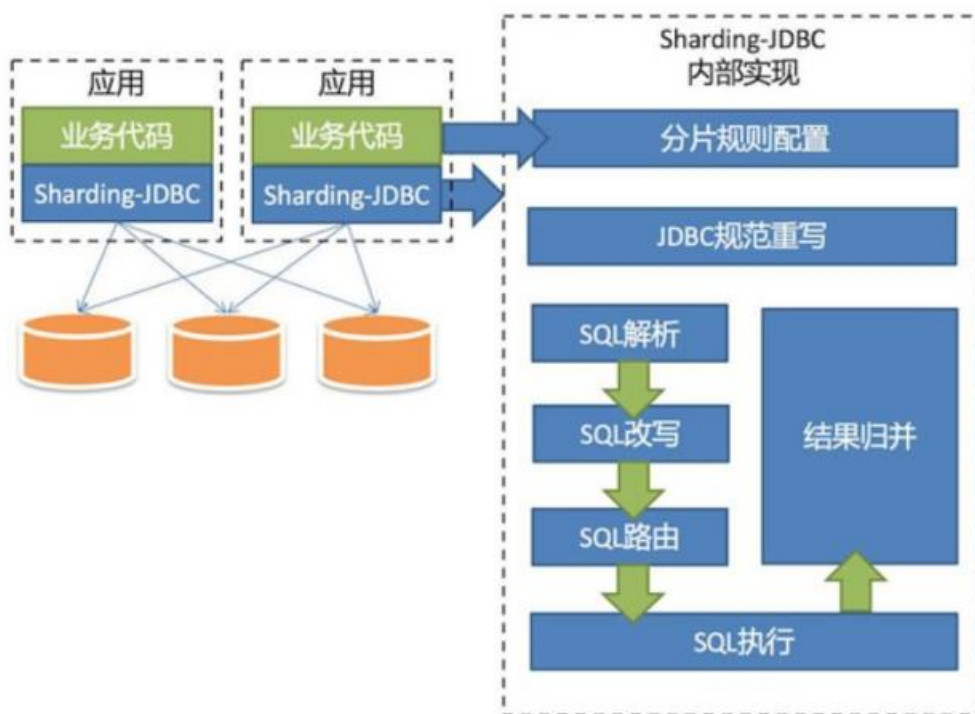 应用
业务代码
Sharding-JDBC
应用
业务代码
Sharding-JDBC
Sharding-JDBC
内部实现
分片规则配置
JDBC规范重写
SQL解析
SQL改写
SQL路由
结果归并
SQL执行